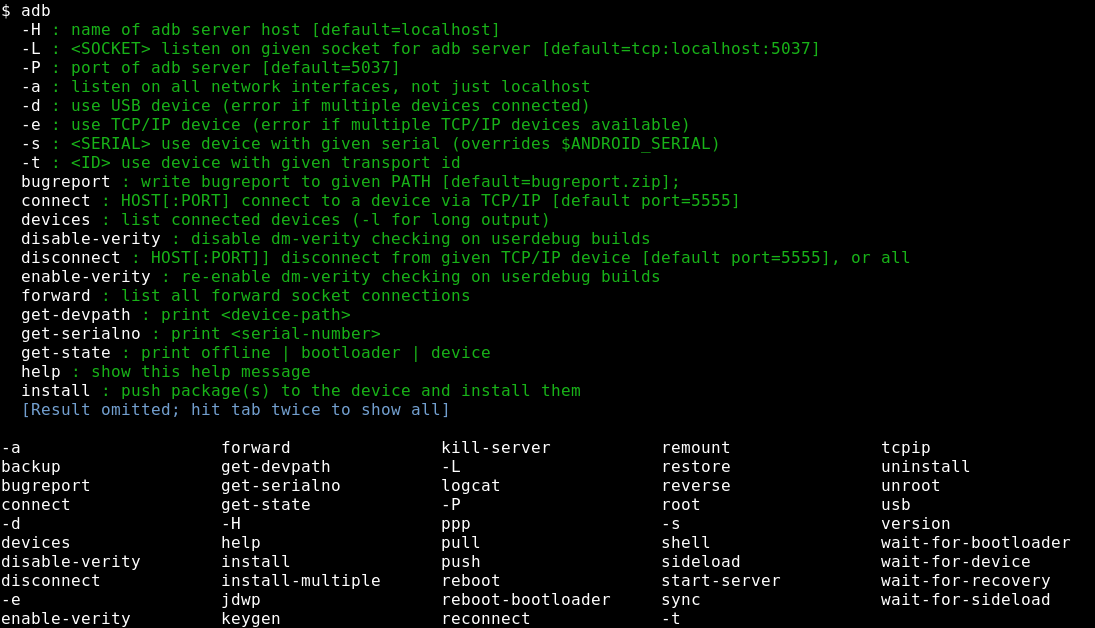 $ adb
-H : name of adb server host [default=localhost]
-L : <SOCKET> listen on given socket for adb server [default=tcp:localhost:5037]
-P : port of adb server [default=5037]
-a : listen on all network interfaces, not just localhost
-d : use USB device (error if multiple devices connected)
-e : use TCP/IP device (error if multiple TCP/IP devices available)
-s : <SERIAL> use device with given serial (overrides $ANDROID_SERIAL)
-t : <ID> use device with given transport id
bugreport : write bugreport to given PATH [default=bugreport.zip];
connect : HOST[:PORT] connect to a device via TCP/IP [default port=5555]
devices : list connected devices (-l for long output)
disable-verity : disable dm-verity checking on userdebug builds
disconnect : HOST[:PORT]] disconnect from given TCP/IP device [default port=5555], or all
enable-verity : re-enable dm-verity checking on userdebug builds
forward : list all forward socket connections
get-devpath : print <device-path>
get-serialno : print <serial-number>
get-state : print offline | bootloader | device
help : show this help message
install : push package(s) to the device and install them
[Result omitted; hit tab twice to show all]

-a forward kill-server remount tcpip
backup get-devpath -L restore uninstall
bugreport get-serialno logcat reverse unroot
connect get-state -P root usb
-d -H ppp -s version
devices help pull shell wait-for-bootloader
disable-verity install push sideload wait-for-device
disconnect install-multiple reboot start-server wait-for-recovery
-e jdwp reboot-bootloader sync wait-for-sideload
enable-verity keygen reconnect -t